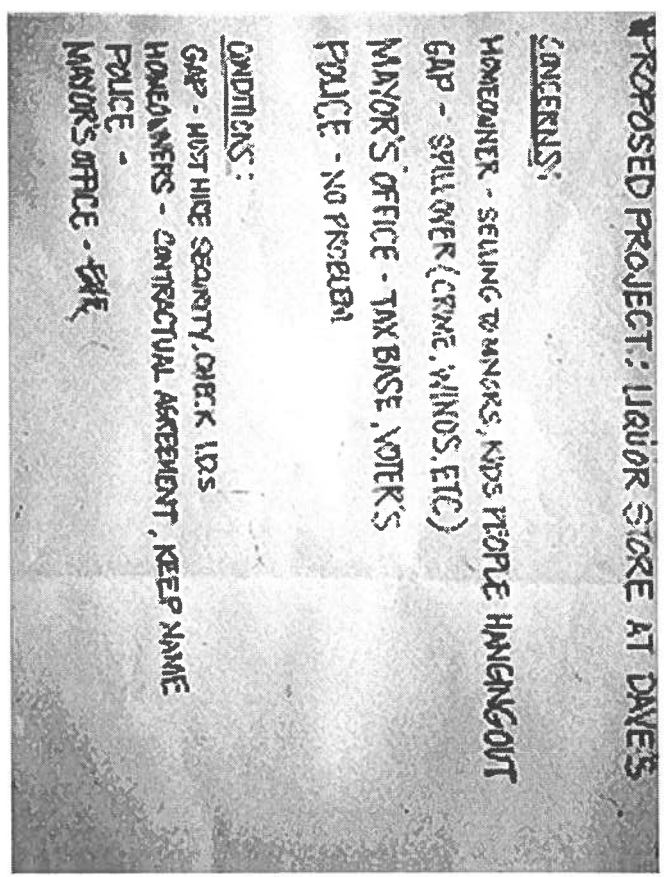 PROPOSED PROJECT: LIQUOR STORE AT DAVE'S
CONCERNS:
HOMEOWNER - SELLING TO MINORS, KIDS PEOPLE HANGINGOUT
GAP - SPILLOVER (CRIME, WINOS, ETC)
MAYOR'S OFFICE - TAX BASE, VOTER'S
POLICE - NO PROBLEM
CONDITIONS:
GAP - MUST HIRE SECURITY, CHECK I.D.S
HOMEOWNERS - CONTRACTUAL AGREEMENT, KEEP NAME
POLICE -
MAYOR'S OFFICE -